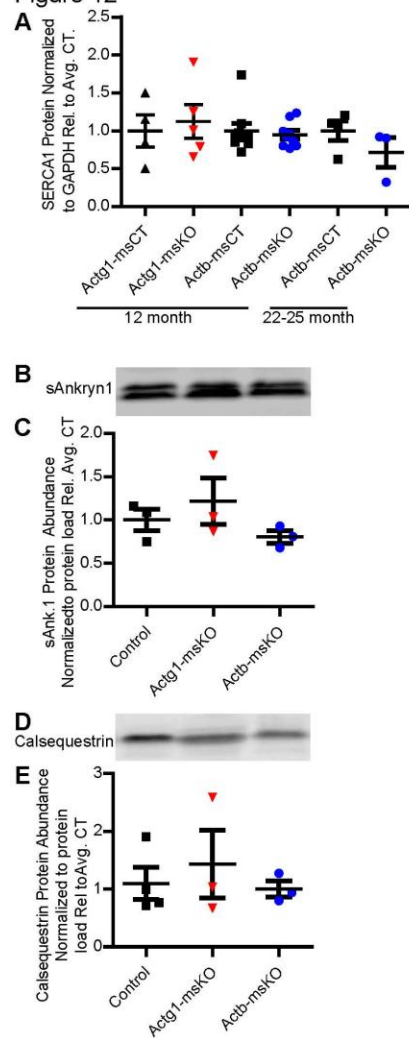 Figure 12
A
SERCA1 Protein Normalized
to GAPDH Rel. to Avg. CT.
2.5
2.0
1.5
1.0
0.5
0.0
Actg1-msCT
Actg1-msKO
Actb-msCT
Actb-msKO
Actb-msCT
Actb-msKO
12 month
22-25 month
B
sAnkryn1
C
sAnk.1 Protein Abundance
Normalizedto protein load Rel. Avg. CT
2.0
1.5
1.0
0.5
0.0
Control
Actg1-msKO
Actb-msKO
D
Calsequestrin
E
Calsequestrin Protein Abundance
Normalized to protein
load Rel toAvg. CT
3
2
1
0
Control
Actg1-msKO
Actb-msKO